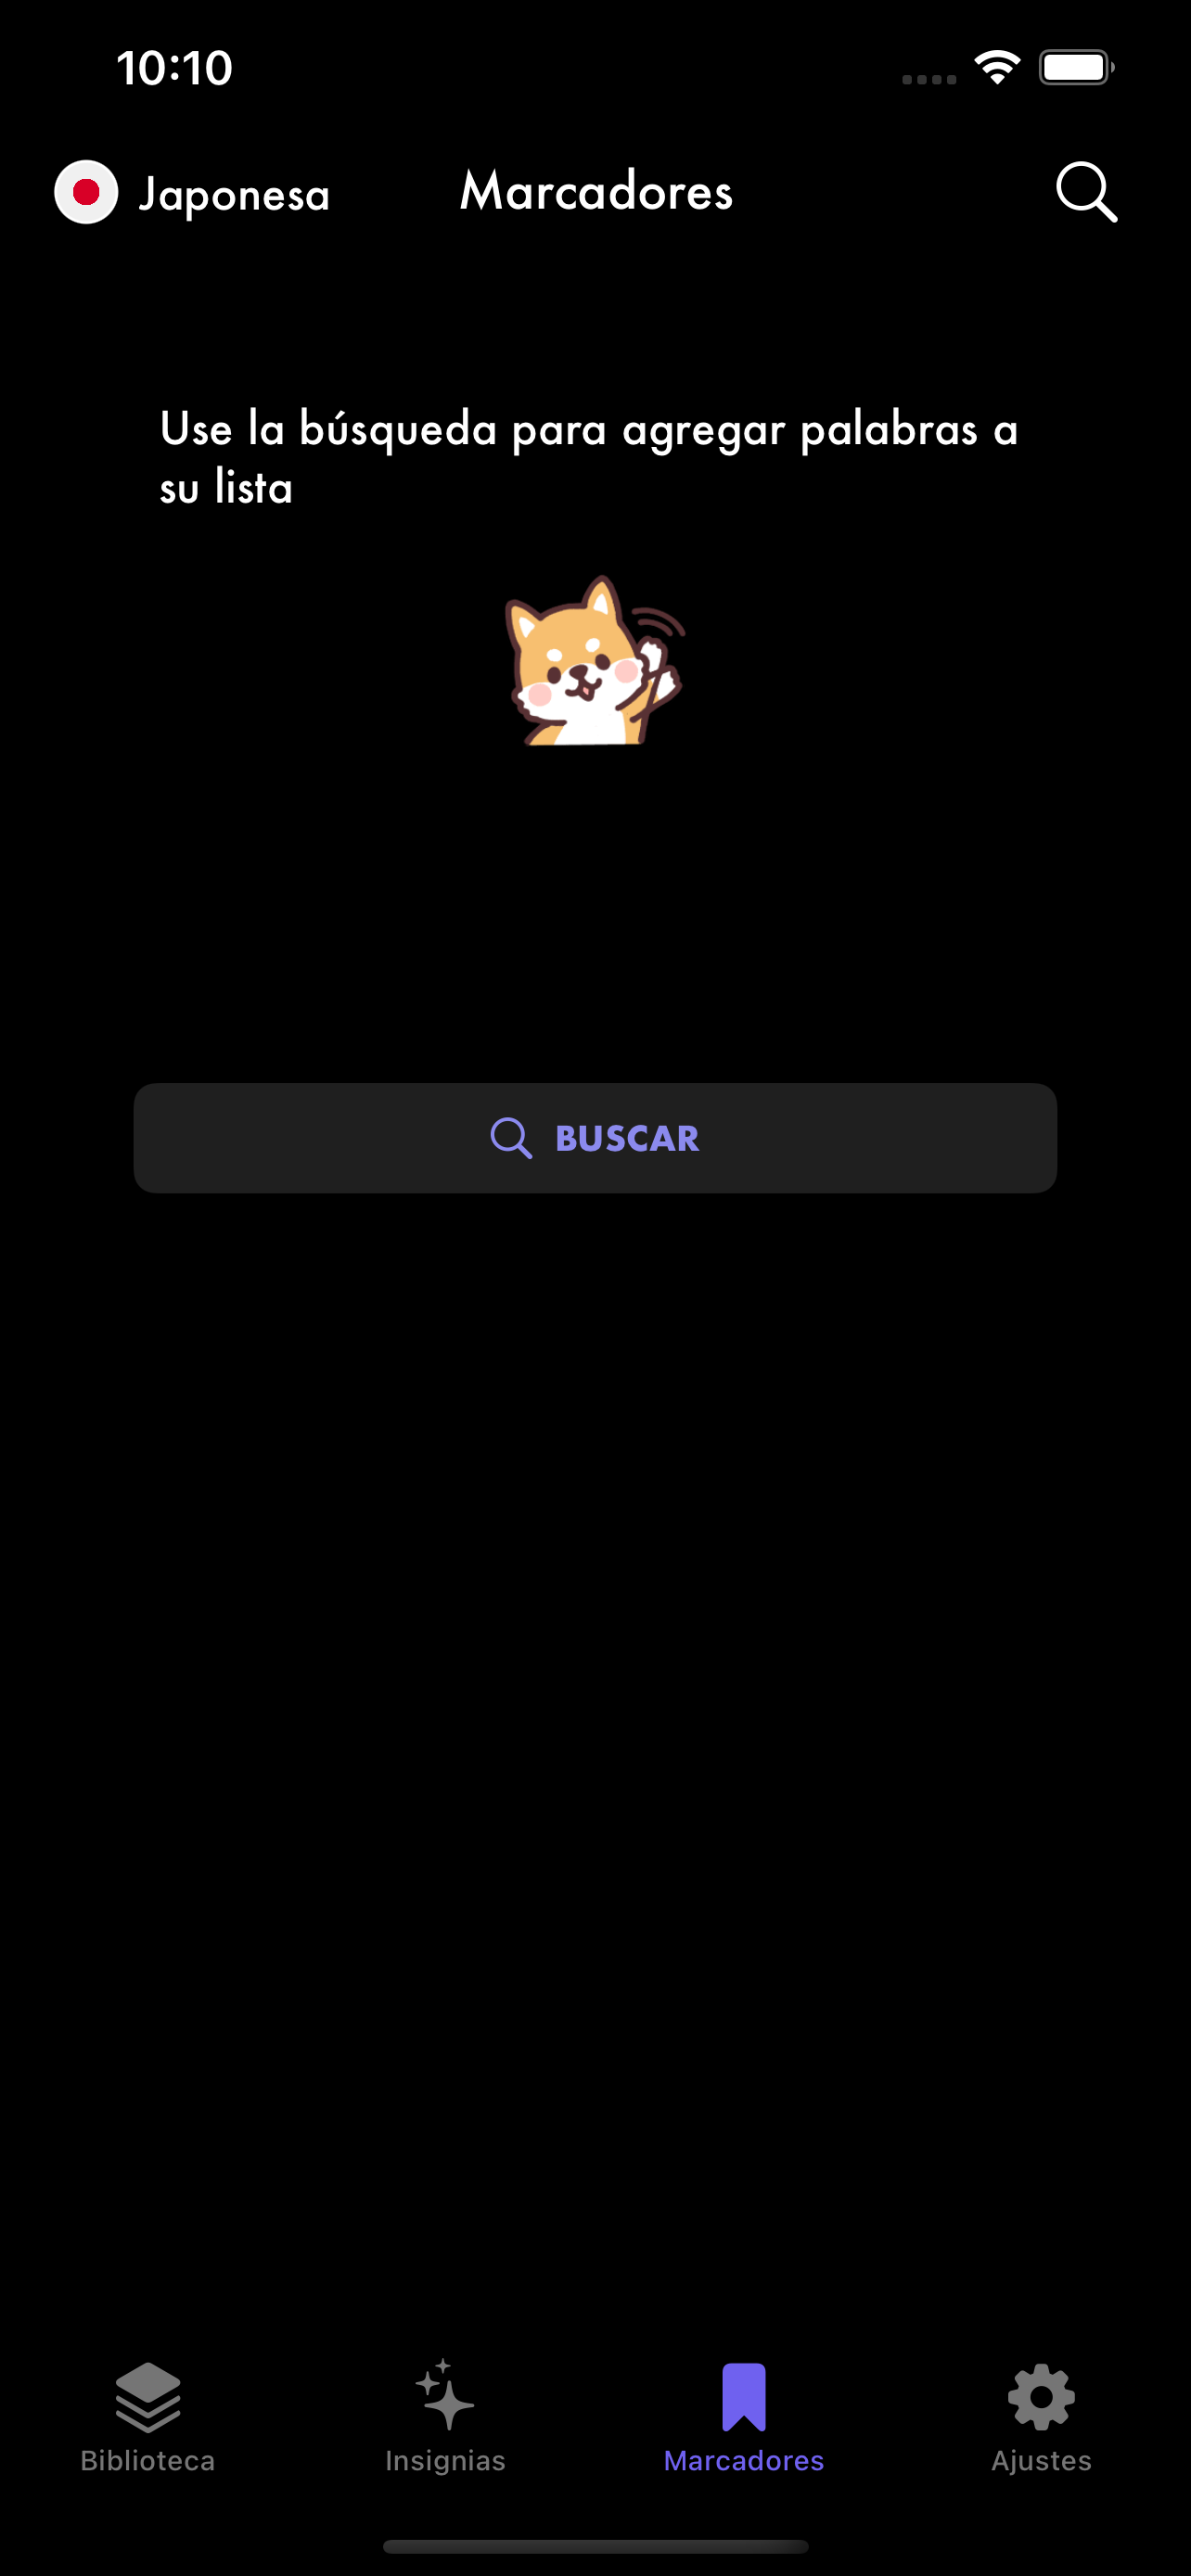 10:10
Japonesa
Marcadores
Use la búsqueda para agregar palabras a
su lista
BUSCAR
Biblioteca
Insignias
Marcadores
Ajustes